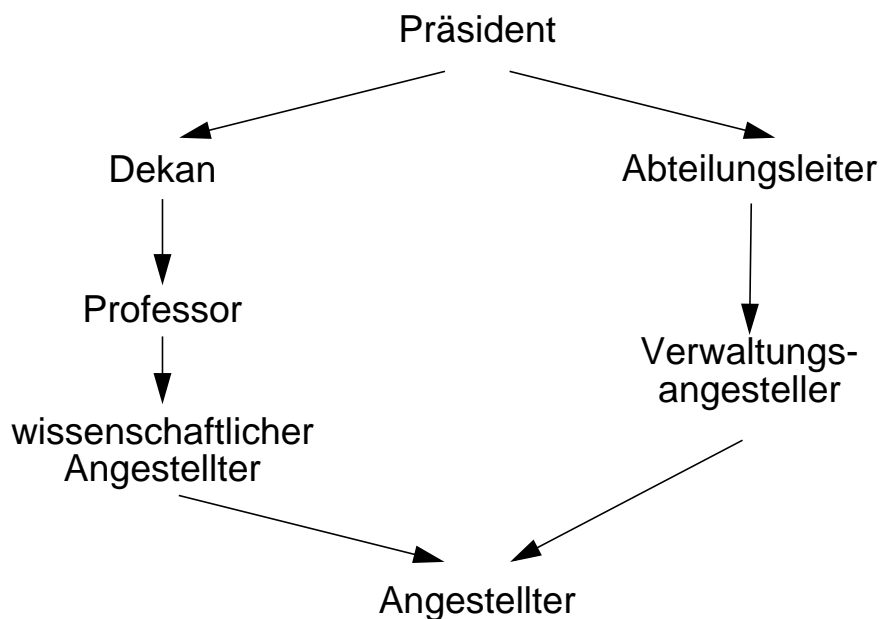 Präsident
Dekan
Abteilungsleiter
Professor
Verwaltungs-
angesteller
wissenschaftlicher
Angestellter
Angestellter